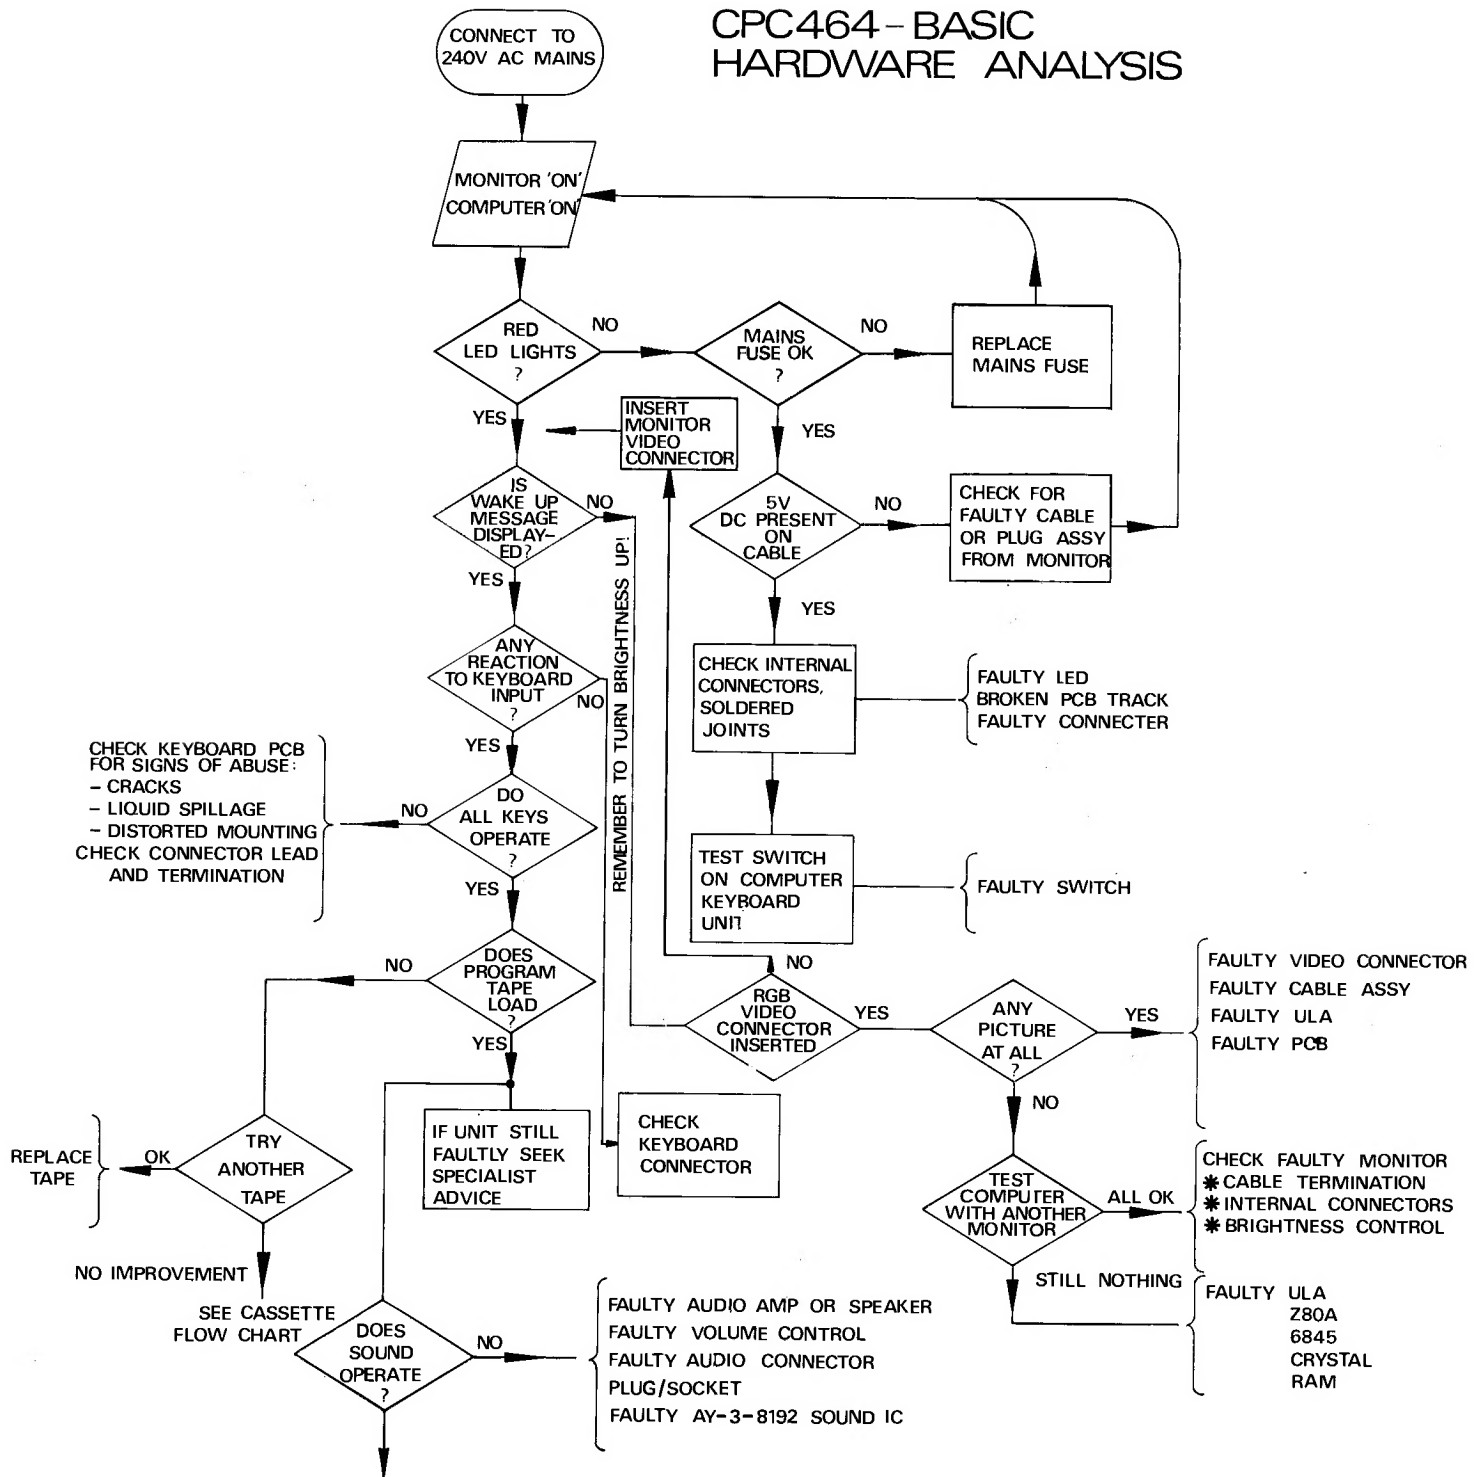 CPC464-BASIC
HARDWARE ANALYSIS
CONNECT TO
240V AC MAINS
MONITOR 'ON'
COMPUTER 'ON'
RED
LED LIGHTS
?
NO
YES
MAINS
FUSE OK
?
NO
YES
REPLACE
MAINS FUSE
INSERT
MONITOR
VIDEO
CONNECTOR
IS
WAKE UP
MESSAGE
DISPLAY-
ED?
NO
YES
5V
DC PRESENT
ON
CABLE
NO
YES
CHECK FOR
FAULTY CABLE
OR PLUG ASSY
FROM MONITOR
REMEMBER TO TURN BRIGHTNESS UP!
ANY
REACTION
TO KEYBOARD
INPUT
?
NO
YES
CHECK INTERNAL
CONNECTORS,
SOLDERED
JOINTS
FAULTY LED
BROKEN PCB TRACK
FAULTY CONNECTER
CHECK KEYBOARD PCB
FOR SIGNS OF ABUSE:
- CRACKS
- LIQUID SPILLAGE
- DISTORTED MOUNTING
CHECK CONNECTOR LEAD
AND TERMINATION
NO
DO
ALL KEYS
OPERATE
?
YES
TEST SWITCH
ON COMPUTER
KEYBOARD
UNIT
FAULTY SWITCH
NO
DOES
PROGRAM
TAPE
LOAD
?
YES
NO
RGB
VIDEO
CONNECTOR
INSERTED
YES
ANY
PICTURE
AT ALL
?
YES
NO
FAULTY VIDEO CONNECTOR
FAULTY CABLE ASSY
FAULTY ULA
FAULTY PCB
REPLACE
TAPE
OK
TRY
ANOTHER
TAPE
IF UNIT STILL
FAULTLY SEEK
SPECIALIST
ADVICE
CHECK
KEYBOARD
CONNECTOR
TEST
COMPUTER
WITH ANOTHER
MONITOR
ALL OK
CHECK FAULTY MONITOR
* CABLE TERMINATION
* INTERNAL CONNECTORS
* BRIGHTNESS CONTROL
NO IMPROVEMENT
SEE CASSETTE
FLOW CHART
STILL NOTHING
FAULTY ULA
Z80A
6845
CRYSTAL
RAM
DOES
SOUND
OPERATE
?
NO
FAULTY AUDIO AMP OR SPEAKER
FAULTY VOLUME CONTROL
FAULTY AUDIO CONNECTOR
PLUG/SOCKET
FAULTY AY-3-8192 SOUND IC